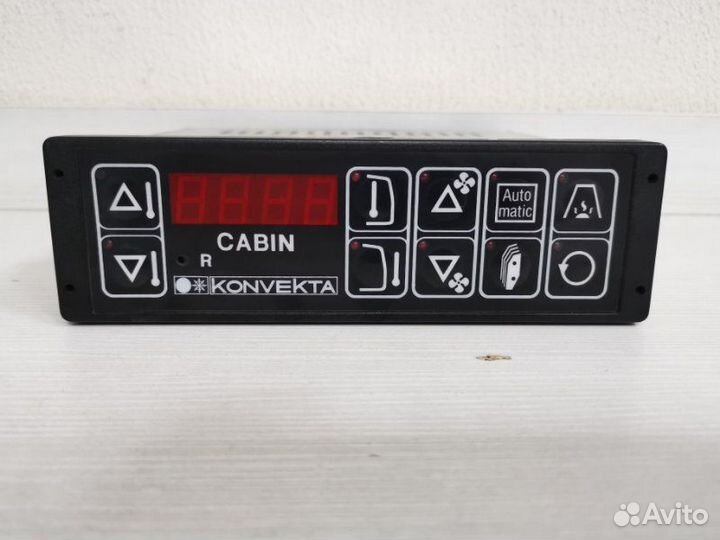 Auto
matic
CABIN
R
KONVEKTA
Avito